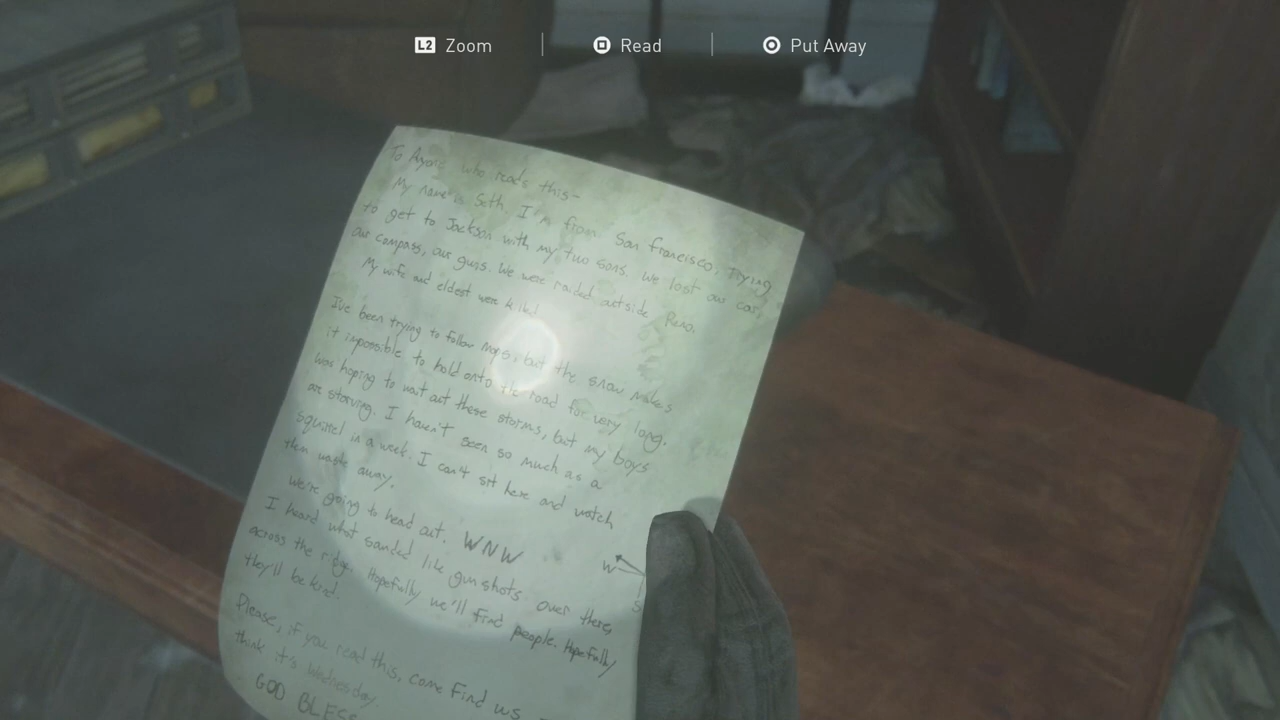 L2 Zoom | Read | Put Away
To Anyone who reads this-
My name is Seth. I'm from San Francisco, Trying
to get to Jackson with my two sons. We lost our car,
our compass, our guns. We were raided outside Reno.
My wife and eldest were killed.
I've been trying to follow maps, but the snow makes
it impossible to hold onto the road for very long.
was hoping to wait out these storms, but my boys
are starving. I haven't seen so much as a
squirrel in a week. I can't sit here and watch
them waste away.
We're going to head out. WNW
I heard what sounded like gunshots over there,
across the ridge. Hopefully we'll find people. Hopefully
they'll be kind.
W
S
Please, if you read this, come find us.
think it's Wednesday.
GOD BLESS